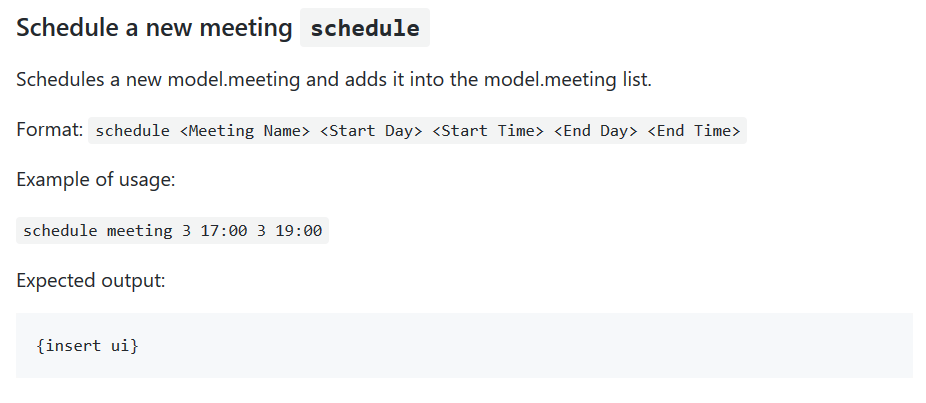 Schedule a new meeting schedule
Schedules a new model.meeting and adds it into the model.meeting list.
Format: schedule <Meeting Name> <Start Day> <Start Time> <End Day> <End Time>
Example of usage:
schedule meeting 3 17:00 3 19:00
Expected output:
{insert ui}